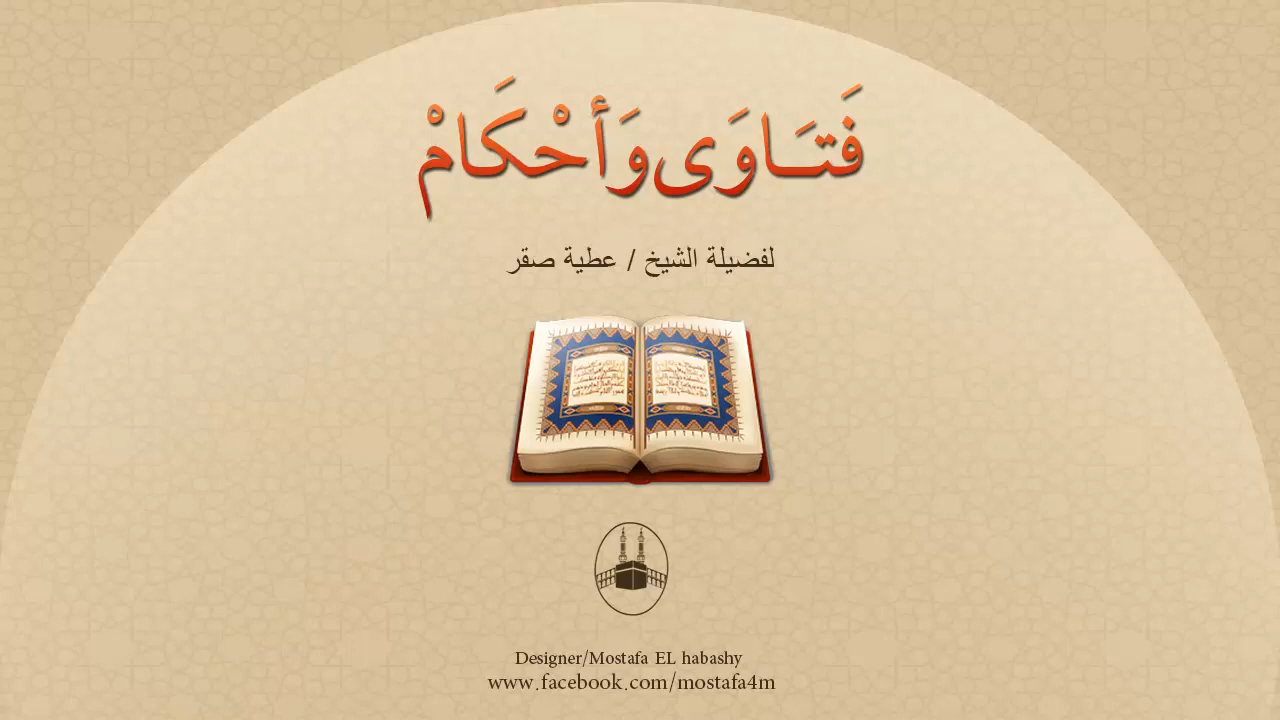 فَتَاوَى وَأَحْكَامْ
لفضيلة الشيخ / عطية صقر
Designer/Mostafa EL habashy
www.facebook.com/mostafa4m